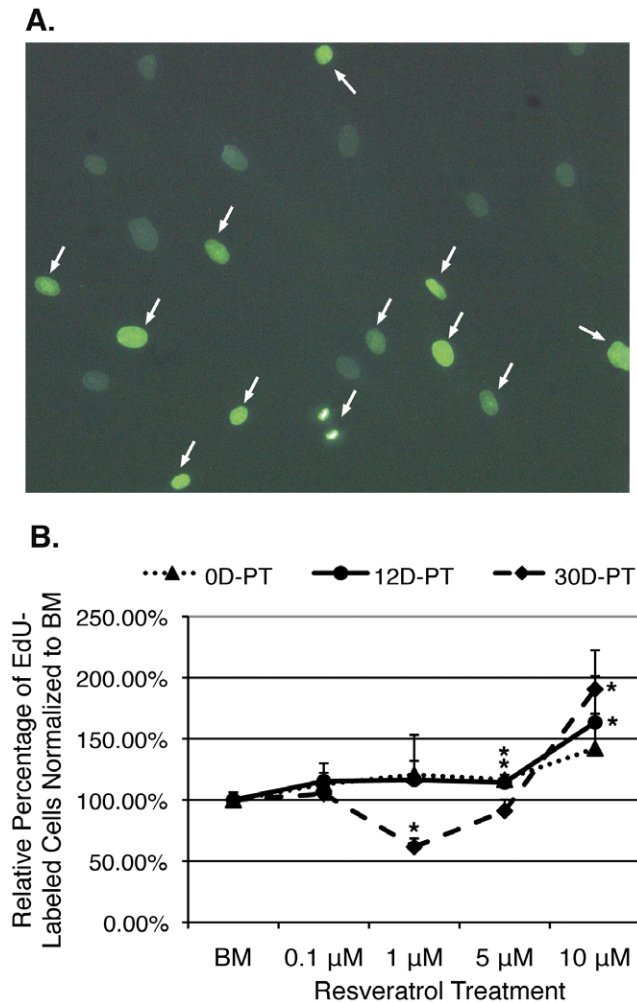 A.
B.
0D-PT 12D-PT 30D-PT
Relative Percentage of EdU-
Labeled Cells Normalized to BM
250.00%
200.00%
150.00%
100.00%
50.00%
0.00%
*
*
*
*
*
BM 0.1 µM 1 µM 5 µM 10 µM
Resveratrol Treatment